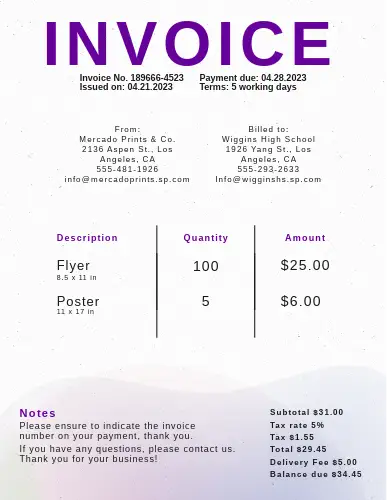 INVOICE
Invoice No. 189666-4523
Issued on: 04.21.2023
Payment due: 04.28.2023
Terms: 5 working days
From:
Mercado Prints & Co.
2136 Aspen St., Los
Angeles, CA
555-481-1926
info@mercadoprints.sp.com
Billed to:
Wiggins High School
1926 Yang St., Los
Angeles, CA
555-293-2633
Info@wigginshs.sp.com
Description Quantity Amount
Flyer 100 $25.00
8.5 x 11 in
Poster 5 $6.00
11 x 17 in
Notes
Please ensure to indicate the invoice
number on your payment, thank you.
If you have any questions, please contact us.
Thank you for your business!
Subtotal $31.00
Tax rate 5%
Tax $1.55
Total $29.45
Delivery Fee $5.00
Balance due $34.45